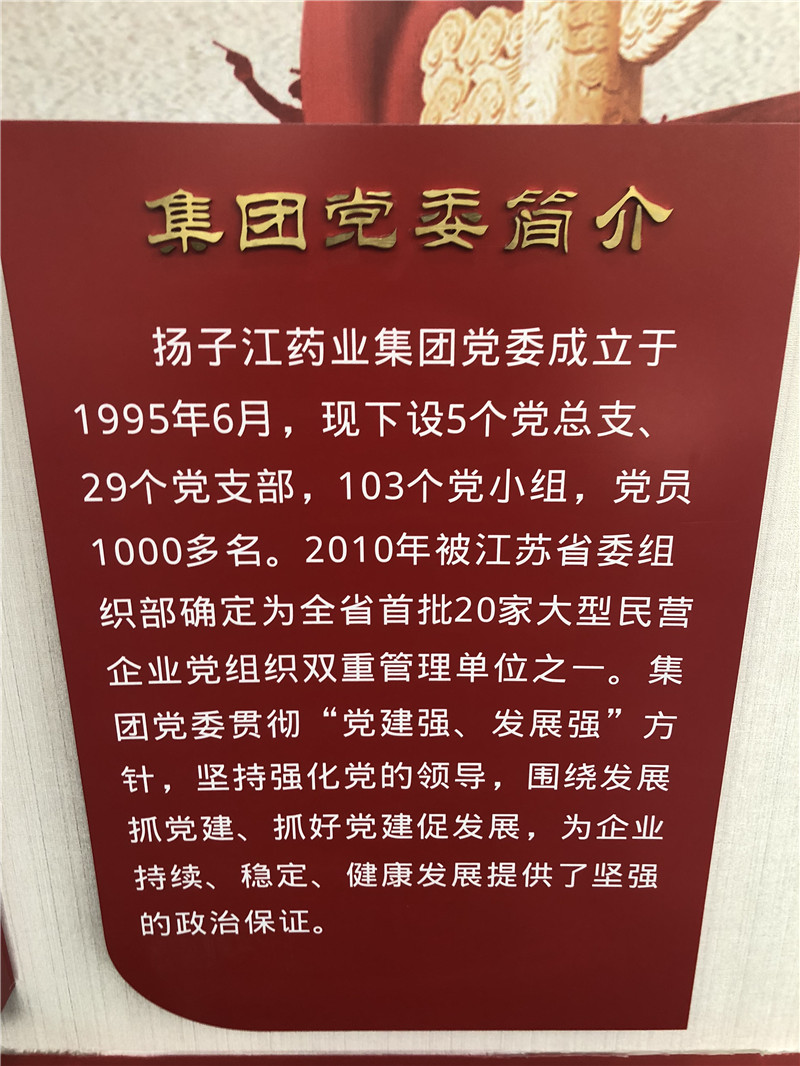 集团党委简介
扬子江药业集团党委成立于
1995年6月，现下设5个党总支、
29个党支部，103个党小组，党员
1000多名。2010年被江苏省委组
织部确定为全省首批20家大型民营
企业党组织双重管理单位之一。集
团党委贯彻“党建强、发展强”方
针，坚持强化党的领导，围绕发展
抓党建、抓好党建促发展，为企业
持续、稳定、健康发展提供了坚强
的政治保证。